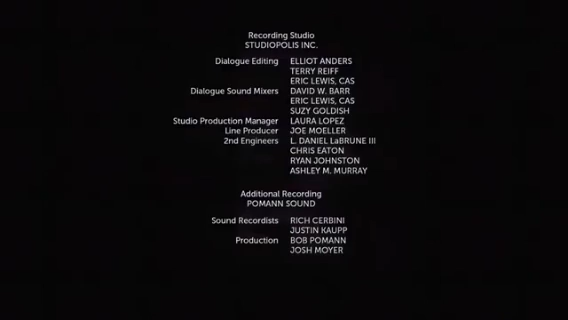 Recording Studio
STUDIOPOLIS INC.
Dialogue Editing ELLIOT ANDERS
TERRY REIFF
ERIC LEWIS, CAS
Dialogue Sound Mixers DAVID W. BARR
ERIC LEWIS, CAS
SUZY GOLDISH
Studio Production Manager LAURA LOPEZ
Line Producer JOE MOELLER
2nd Engineers L. DANIEL LaBRUNE III
CHRIS EATON
RYAN JOHNSTON
ASHLEY M. MURRAY
Additional Recording
POMANN SOUND
Sound Recordists RICH CERBINI
JUSTIN KAUPP
Production BOB POMANN
JOSH MOYER